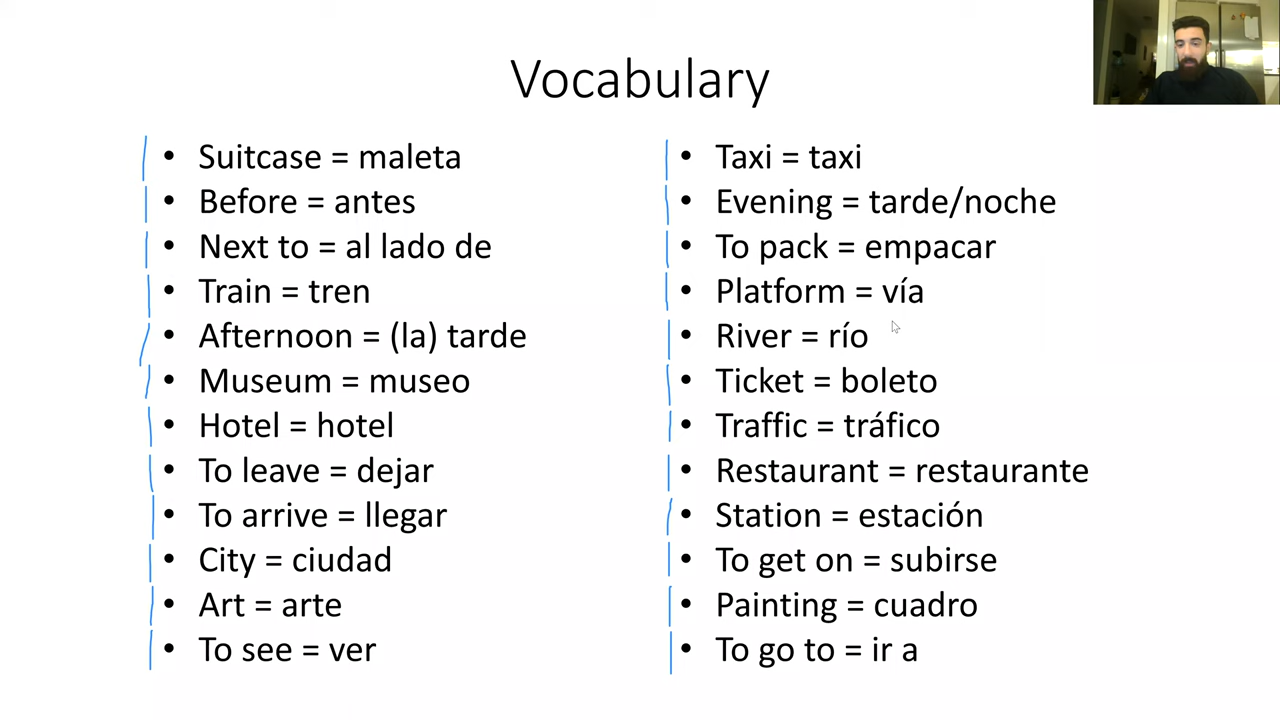 Vocabulary
• Suitcase = maleta
• Before = antes
• Next to = al lado de
• Train = tren
• Afternoon = (la) tarde
• Museum = museo
• Hotel = hotel
• To leave = dejar
• To arrive = llegar
• City = ciudad
• Art = arte
• To see = ver
• Taxi = taxi
• Evening = tarde/noche
• To pack = empacar
• Platform = vía
• River = río
• Ticket = boleto
• Traffic = tráfico
• Restaurant = restaurante
• Station = estación
• To get on = subirse
• Painting = cuadro
• To go to = ir a